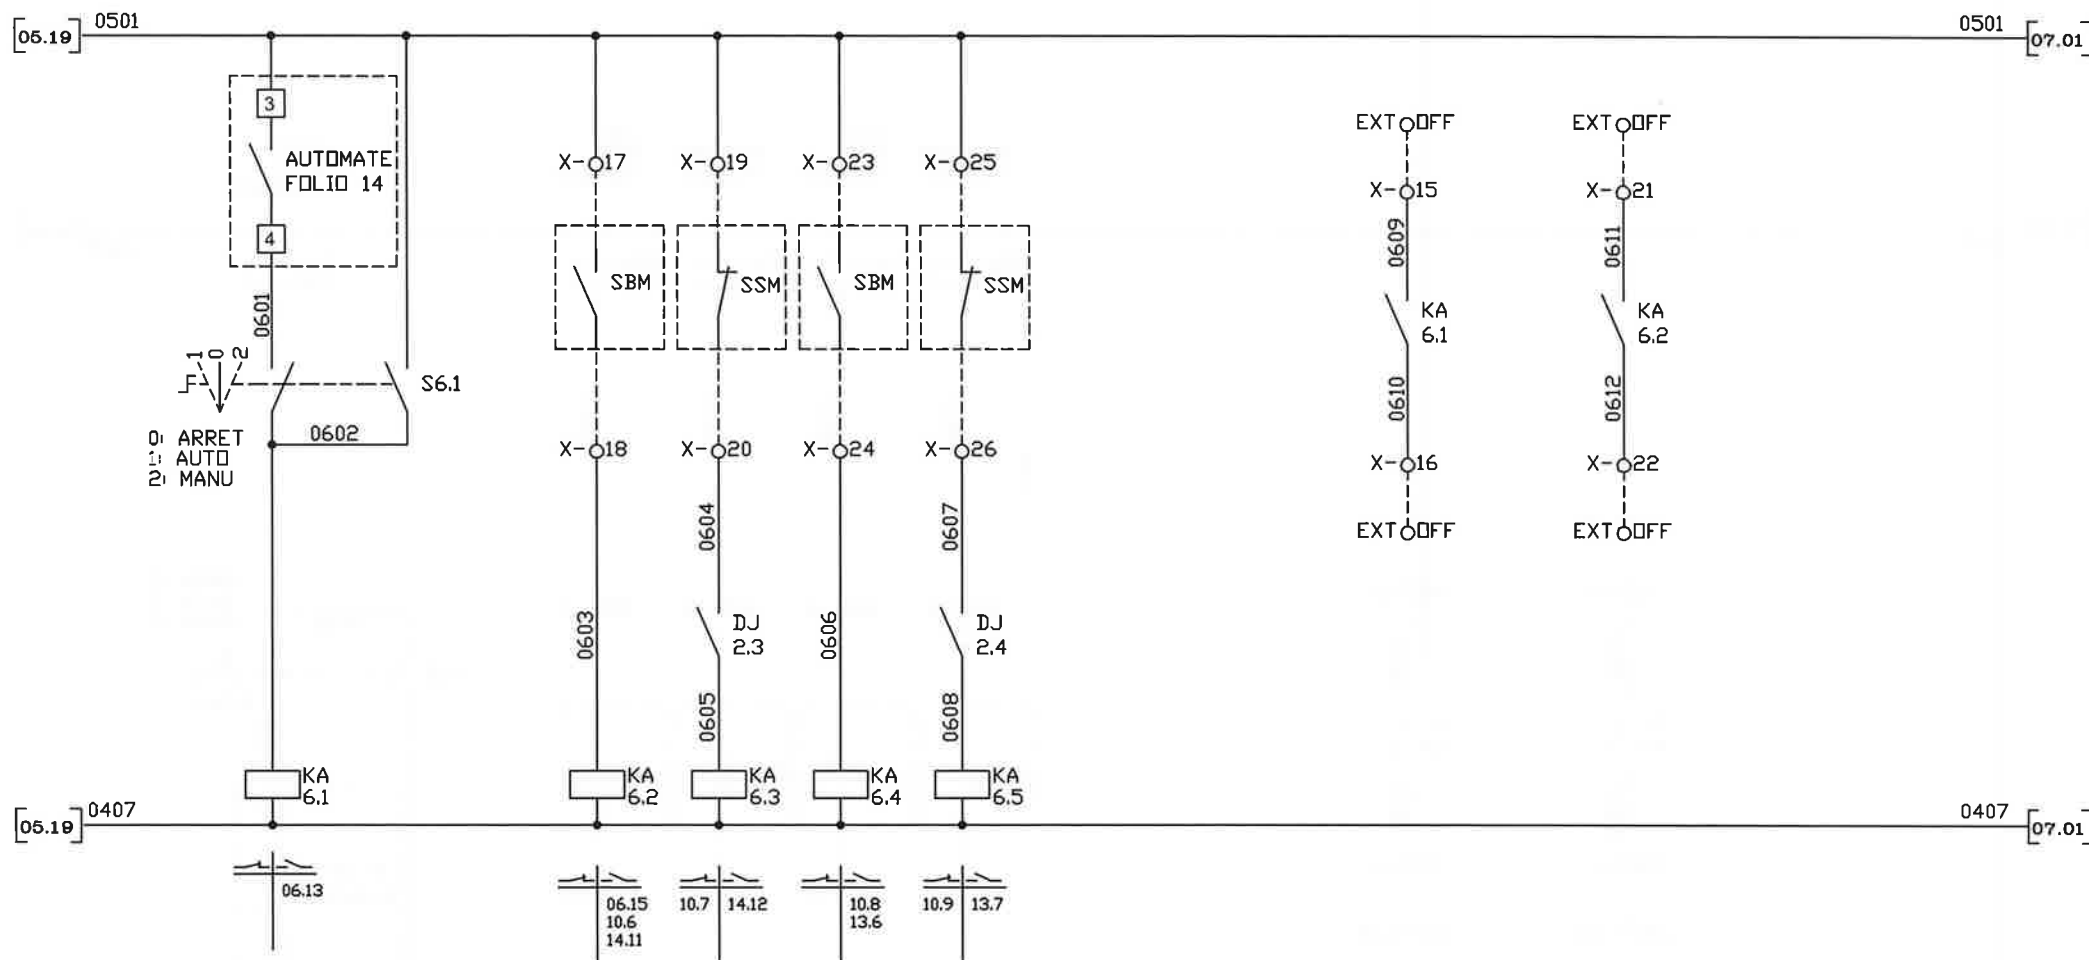 05.19 0501 0501 07.01
3
AUTOMATE
FOLIO 14
4
0601
1 0 2
S6.1
0: ARRET
1: AUTO
2: MANU
0602
KA
6.1
X-17
SBM
X-18
0603
KA
6.2
X-19
SSM
X-20
0604
DJ
2.3
0605
KA
6.3
X-23
SBM
X-24
0606
KA
6.4
X-25
SSM
X-26
0607
DJ
2.4
0608
KA
6.5
EXT OFF
X-15
0609
KA
6.1
0610
X-16
EXT OFF
EXT OFF
X-21
0611
KA
6.2
0612
X-22
EXT OFF
05.19 0407 0407 07.01
06.13
06.15
10.6
14.11
10.7 14.12
10.8
13.6
10.9 13.7